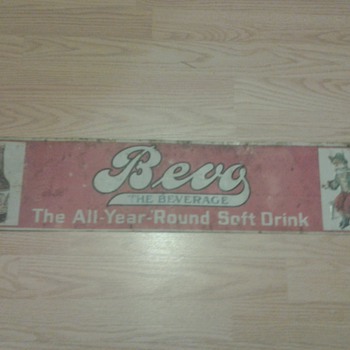 Bevo
THE BEVERAGE
The All-Year-Round Soft Drink